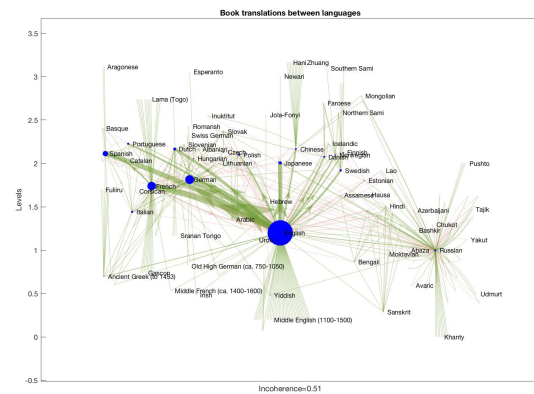 Book translations between languages
3.5
3
2.5
2
1.5
1
0.5
0
-0.5
Levels
Aragonese
Esperanto
HaniZhuang
Southern Sami
Newari
Lama (Togo)
Mongolian
Faroese
Inuktitut
Jola-Fonyi
Northern Sami
Romansh
Basque
Swiss German
Slovak
Portuguese
Slovenian
Icelandic
Spanish
Dutch
Albanian
Czech
Polish
Chinese
Finnish
Norwegian
Danish
Catalan
Hungarian
Lithuanian
Japanese
Swedish
Lao
Pushto
German
Estonian
French
Fuliiru
Corsican
Hebrew
Assamese
Hausa
Hindi
Italian
Arabic
Azerbaijani
Tajik
Chukot
Sranan Tongo
English
Urdu
Bashkir
Yakut
Abaza
Russian
Moldavian
Old High German (ca. 750-1050)
Bengali
Gascon
Ancient Greek (to 1453)
Avaric
Middle French (ca. 1400-1600)
Irish
Yiddish
Udmurt
Sanskrit
Middle English (1100-1500)
Khanty
Incoherence=0.51